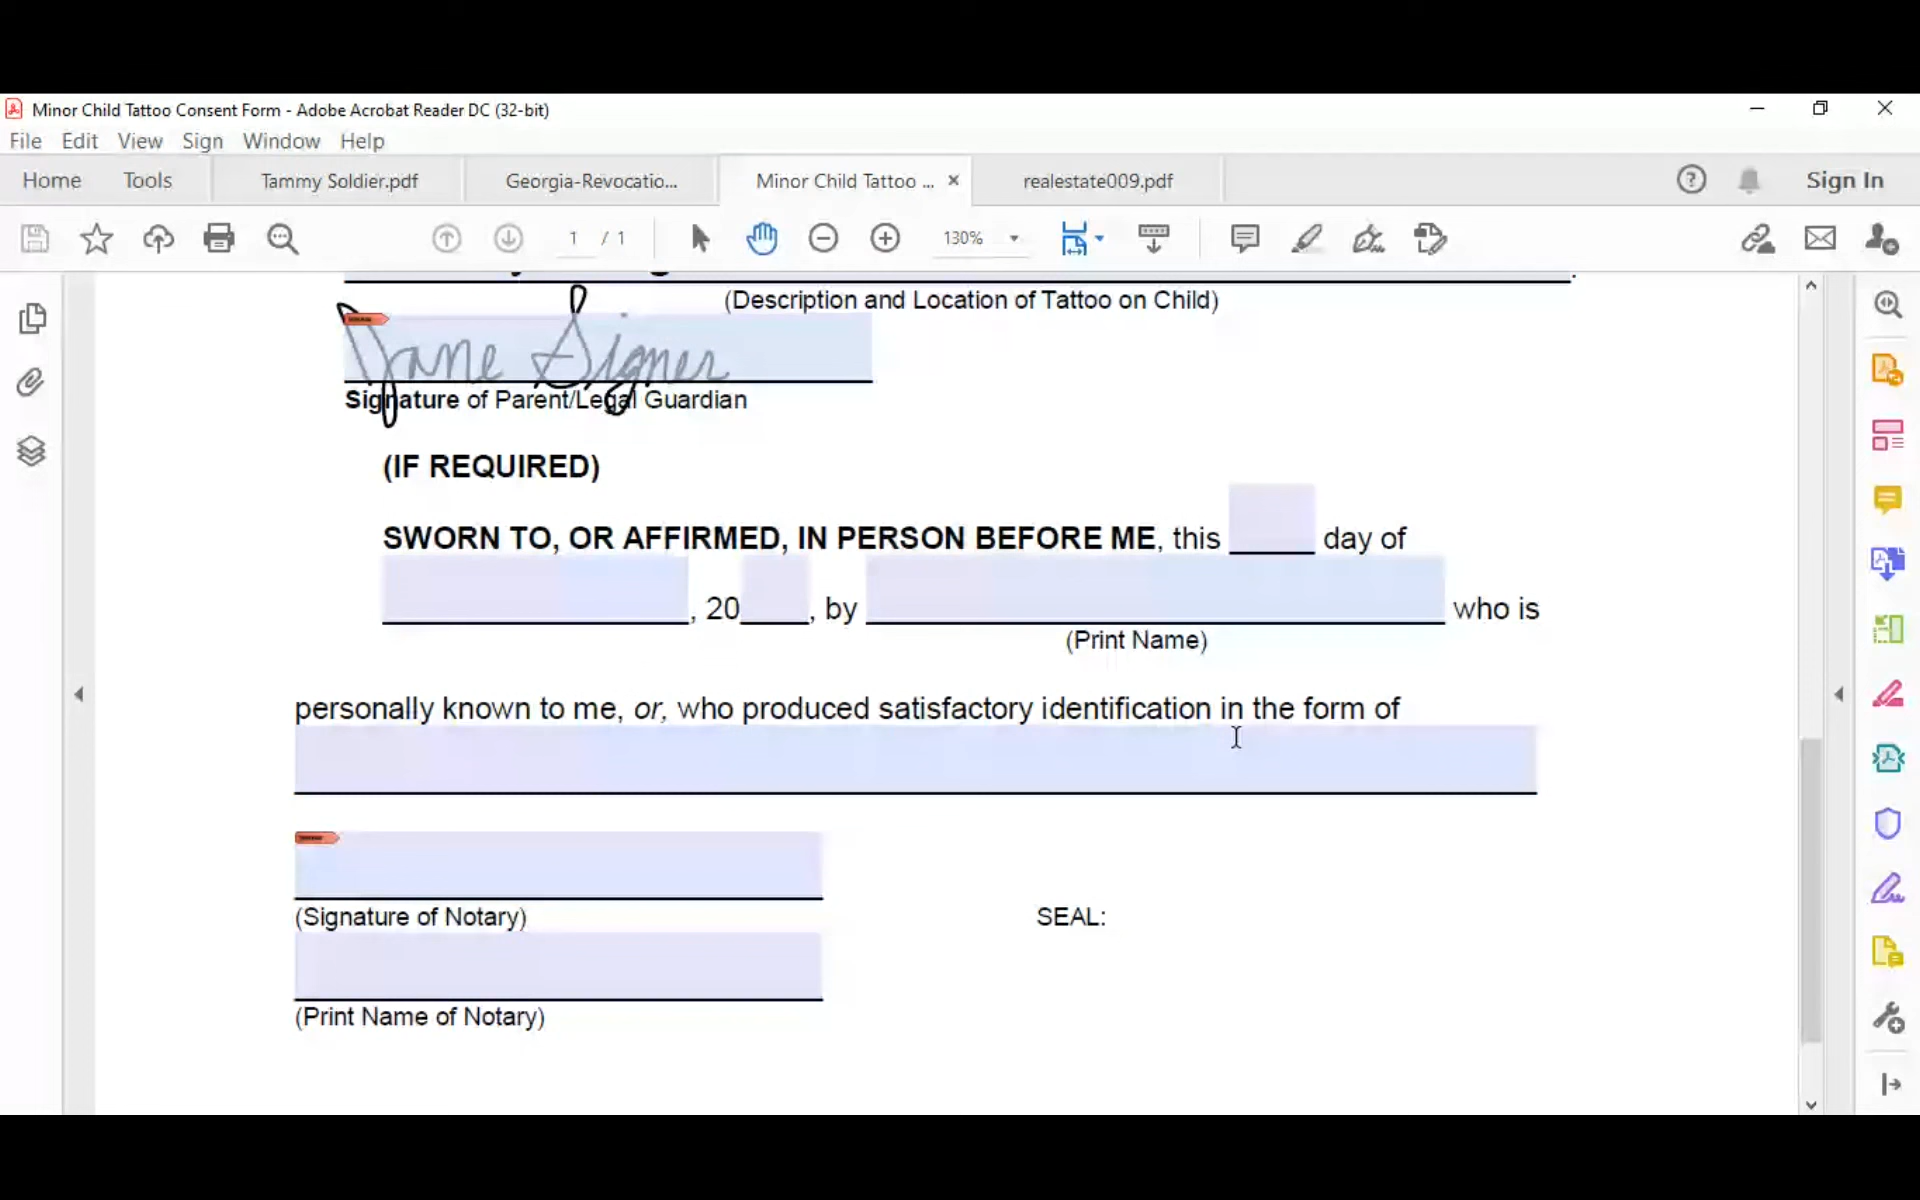 Minor Child Tattoo Consent Form - Adobe Acrobat Reader DC (32-bit)
File Edit View Sign Window Help
Home Tools Tammy Soldier.pdf Georgia-Revocatio... Minor Child Tattoo ... realestate009.pdf Sign In
1 / 1 130%
(Description and Location of Tattoo on Child)
Jane Signer
Signature of Parent/Legal Guardian
(IF REQUIRED)
SWORN TO, OR AFFIRMED, IN PERSON BEFORE ME, this ____ day of
____, 20____, by ____ who is
(Print Name)
personally known to me, or, who produced satisfactory identification in the form of
(Signature of Notary) SEAL:
(Print Name of Notary)